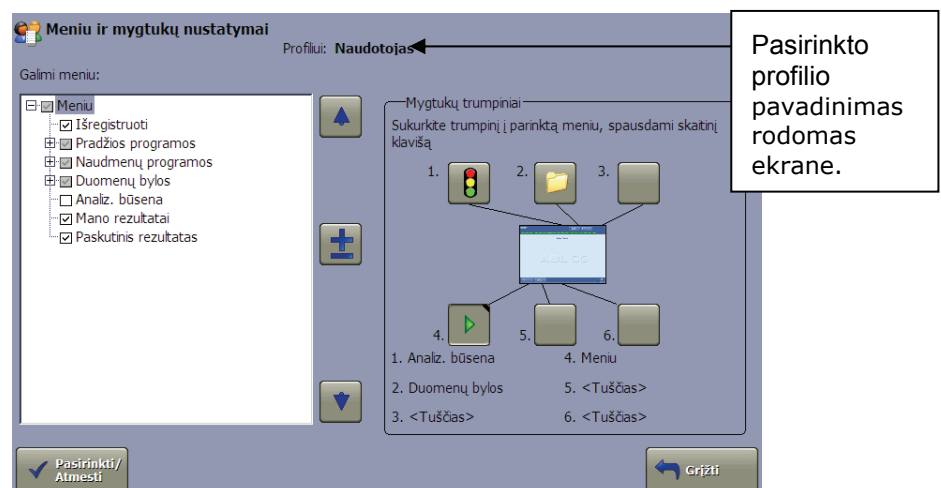 Meniu ir mygtukų nustatymai
Profiliui: Naudotojas
Pasirinkto
profilio
pavadinimas
rodomas
ekrane.
Galimi meniu:
Meniu
Išregistruoti
Pradžios programos
Naudmenų programos
Duomenų bylos
Analiz. būsena
Mano rezultatai
Paskutinis rezultatas
Mygtukų trumpiniai
Sukurkite trumpinį į parinktą meniu, spausdami skaitinį
klavišą
1. 2. 3.
4. 5. 6.
1. Analiz. būsena 4. Meniu
2. Duomenų bylos 5. <Tuščias>
3. <Tuščias> 6. <Tuščias>
Pasirinkti/
Atmesti
Grįžti